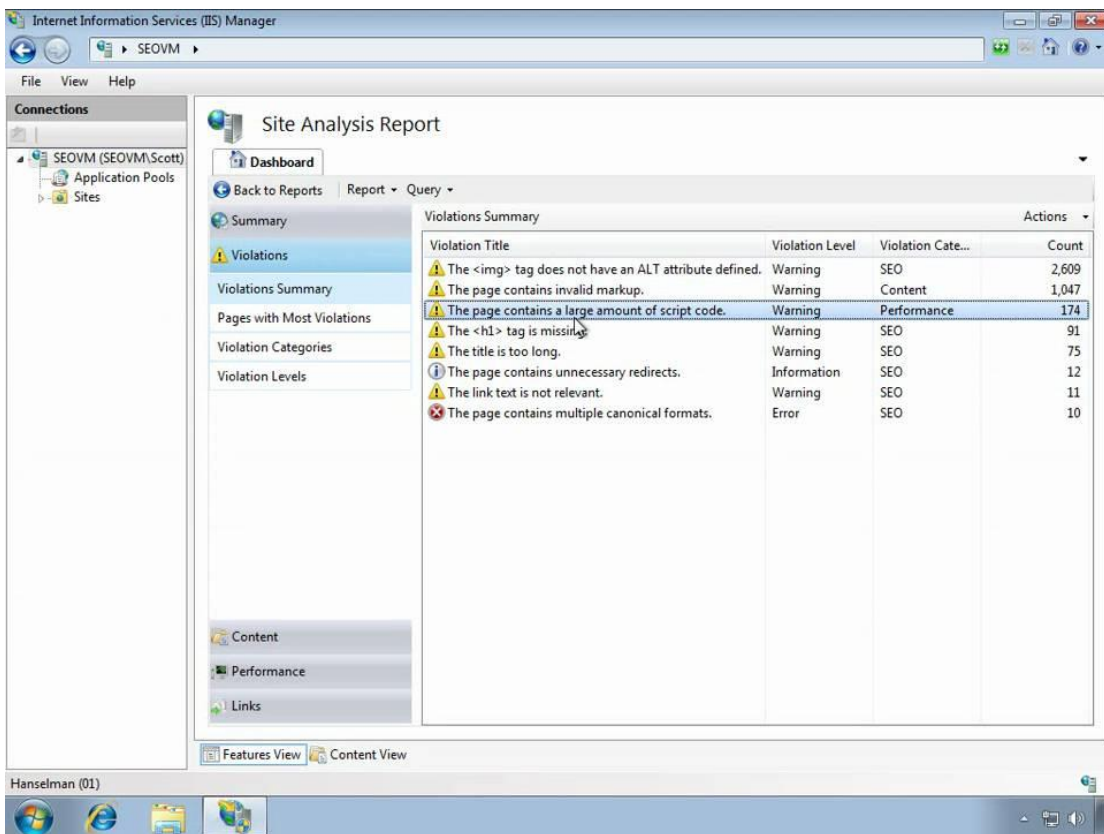 Internet Information Services (IIS) Manager
SEOVM
File View Help
Connections
SEOVM (SEOVM\Scott)
Application Pools
Sites
Site Analysis Report
Dashboard
Back to Reports Report Query
Summary
Violations
Violations Summary
Pages with Most Violations
Violation Categories
Violation Levels
Content
Performance
Links
Violations Summary Actions
Violation Title Violation Level Violation Cate... Count
The <img> tag does not have an ALT attribute defined. Warning SEO 2,609
The page contains invalid markup. Warning Content 1,047
The page contains a large amount of script code. Warning Performance 174
The <h1> tag is missing. Warning SEO 91
The title is too long. Warning SEO 75
The page contains unnecessary redirects. Information SEO 12
The link text is not relevant. Warning SEO 11
The page contains multiple canonical formats. Error SEO 10
Features View Content View
Hanselman (01)